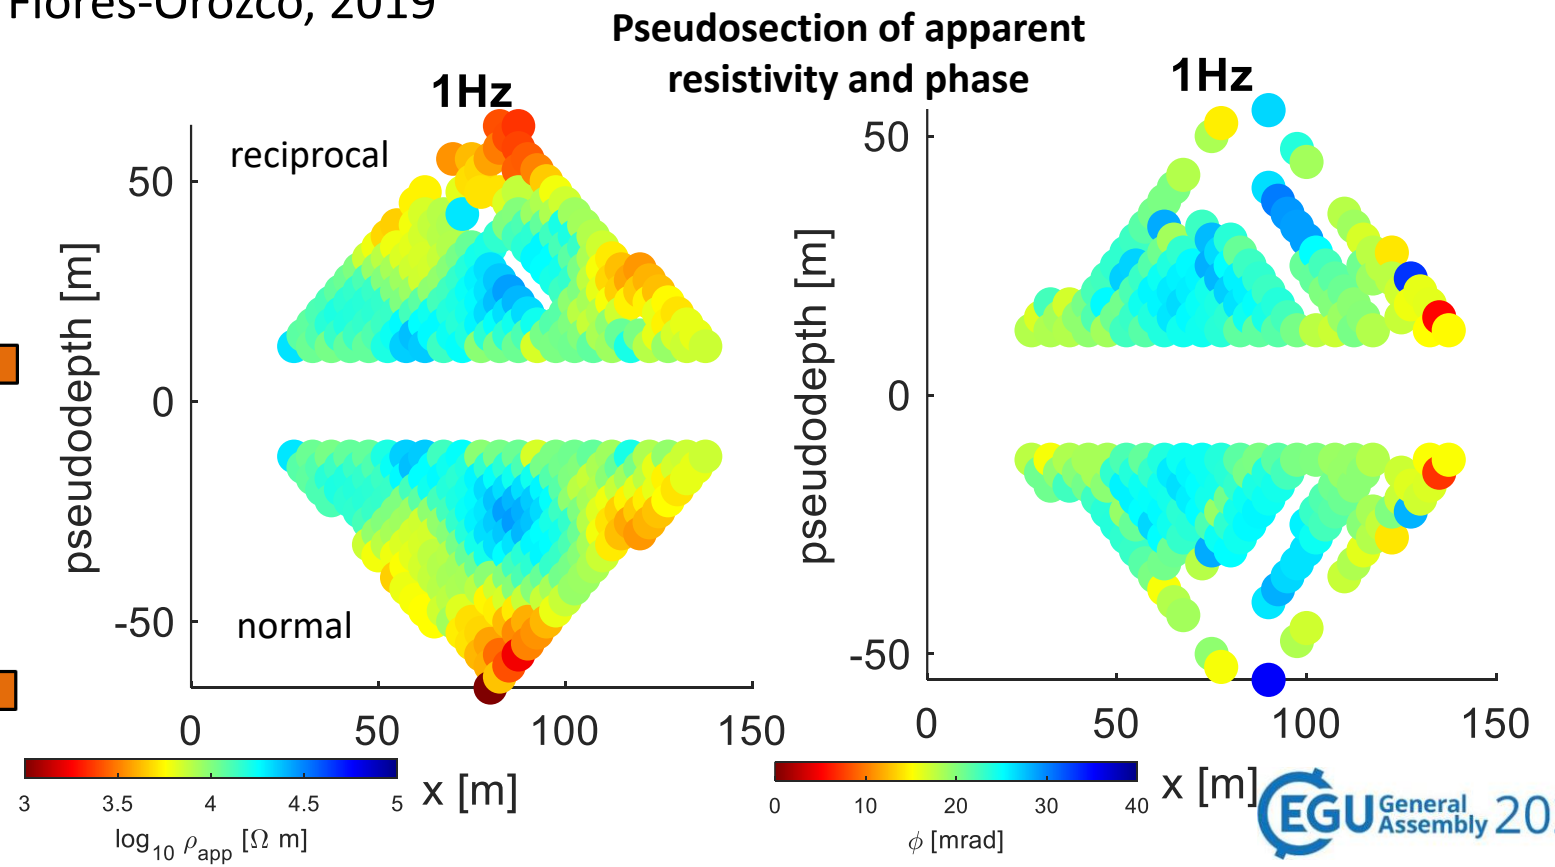 Flores-Orozco, 2019
Pseudosection of apparent
resistivity and phase
1Hz
reciprocal
50
0
-50
pseudodepth [m]
normal
0 50 100 150
x [m]
3 3.5 4 4.5 5
log10 ρapp [Ω m]
1Hz
50
0
-50
pseudodepth [m]
0 50 100 150
x [m]
0 10 20 30 40
ϕ [mrad]
EGU General
Assembly 20